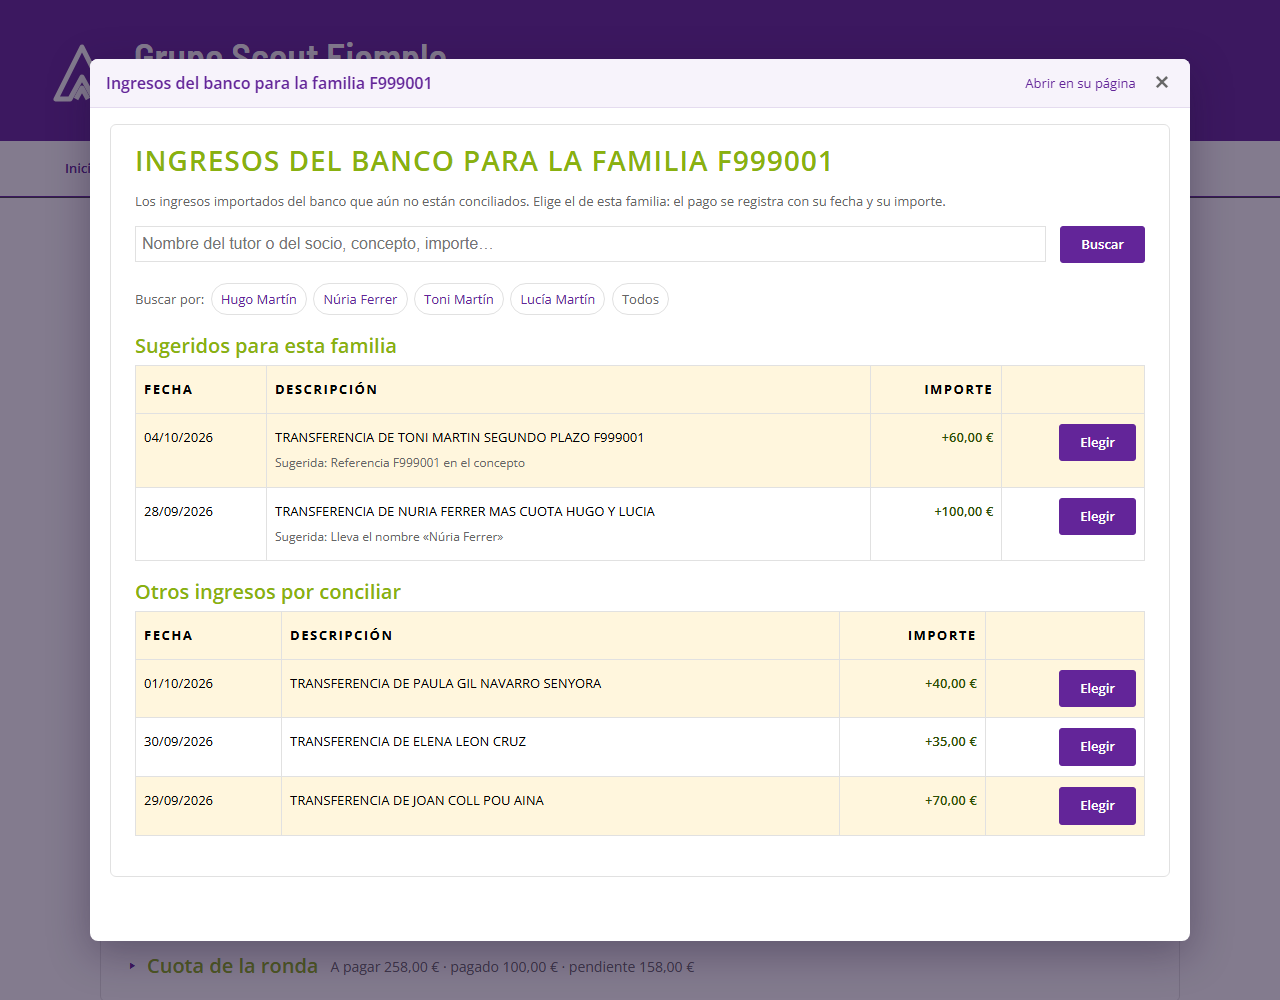 Grupo Scout Ejemplo
Ingresos del banco para la familia F999001
Abrir en su página
✕
INGRESOS DEL BANCO PARA LA FAMILIA F999001
Los ingresos importados del banco que aún no están conciliados. Elige el de esta familia: el pago se registra con su fecha y su importe.
Nombre del tutor o del socio, concepto, importe…
Buscar
Buscar por: Hugo Martín Núria Ferrer Toni Martín Lucía Martín Todos
Sugeridos para esta familia
FECHA DESCRIPCIÓN IMPORTE
04/10/2026 TRANSFERENCIA DE TONI MARTIN SEGUNDO PLAZO F999001 +60,00 € Elegir
Sugerida: Referencia F999001 en el concepto
28/09/2026 TRANSFERENCIA DE NURIA FERRER MAS CUOTA HUGO Y LUCIA +100,00 € Elegir
Sugerida: Lleva el nombre «Núria Ferrer»
Otros ingresos por conciliar
FECHA DESCRIPCIÓN IMPORTE
01/10/2026 TRANSFERENCIA DE PAULA GIL NAVARRO SENYORA +40,00 € Elegir
30/09/2026 TRANSFERENCIA DE ELENA LEON CRUZ +35,00 € Elegir
29/09/2026 TRANSFERENCIA DE JOAN COLL POU AINA +70,00 € Elegir
Cuota de la ronda A pagar 258,00 € · pagado 100,00 € · pendiente 158,00 €